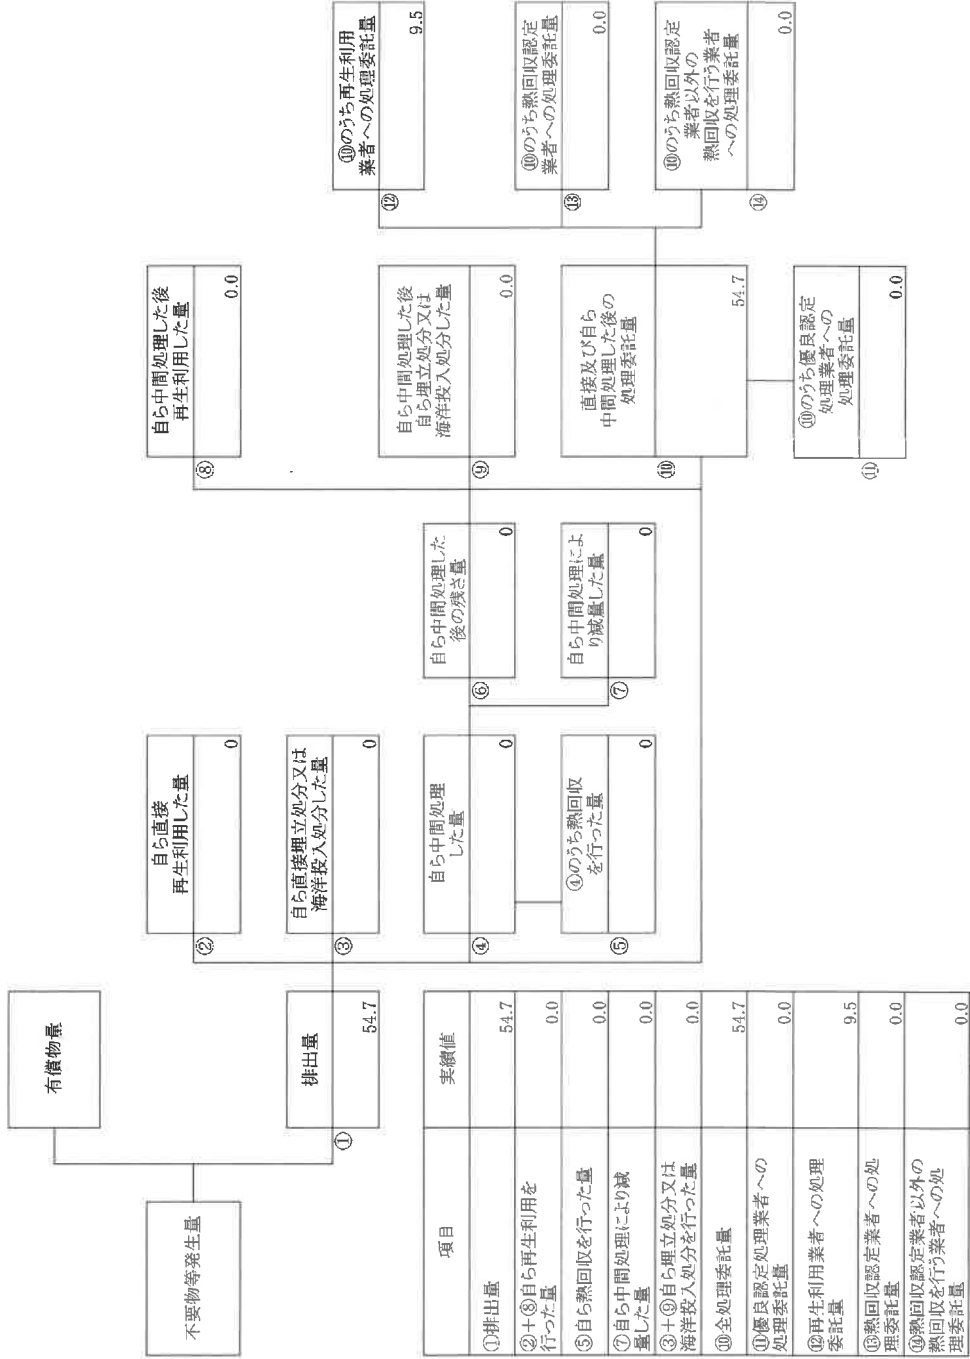 不要物等発生量
有償物量
①
排出量
54.7
②
自ら直接
再生利用した量
0
③
自ら直接埋立処分又は
海洋投入処分した量
0
④
自ら中間処理
した量
0
⑤
④のうち熱回収
を行った量
0
⑥
自ら中間処理した
後の残さ量
0
⑦
自ら中間処理によ
り減量した量
0
⑧
自ら中間処理した後
再生利用した量
0.0
⑨
自ら中間処理した後
自ら埋立処分又は
海洋投入処分した量
0.0
⑩
直接及び自ら
中間処理した後の
処理委託量
54.7
⑪
⑩のうち優良認定
処理業者への
処理委託量
0.0
⑫
⑩のうち再生利用
業者への処理委託量
9.5
⑬
⑩のうち熱回収認定
業者への処理委託量
0.0
⑭
⑩のうち熱回収認定
業者以外の
熱回収を行う業者
への処理委託量
0.0
項目 実績値
①排出量 54.7
②+⑧自ら再生利用を
行った量 0.0
⑤自ら熱回収を行った量 0.0
⑦自ら中間処理により減
量した量 0.0
③+⑨自ら埋立処分又は
海洋投入処分を行った量 0.0
⑩全処理委託量 54.7
⑪優良認定処理業者への
処理委託量 0.0
⑫再生利用業者への処理
委託量 9.5
⑬熱回収認定業者への処
理委託量 0.0
⑭熱回収認定業者以外の
熱回収を行う業者への処
理委託量 0.0